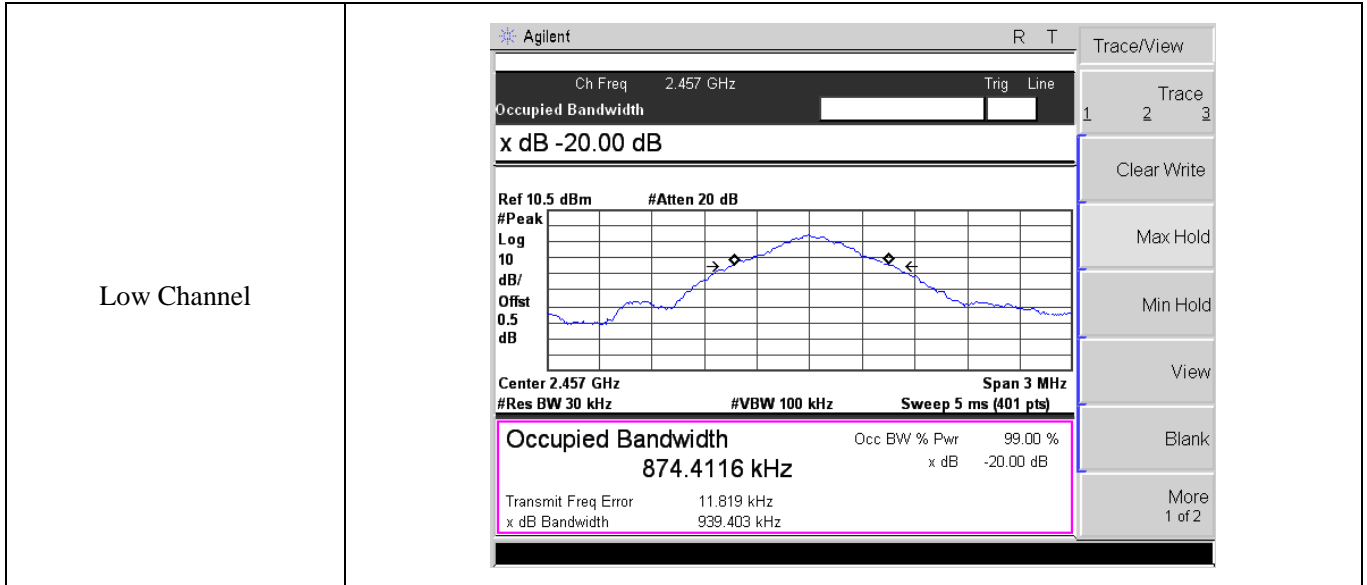 Low Channel
Agilent R T
Ch Freq 2.457 GHz Trig Line
Occupied Bandwidth
x dB -20.00 dB
Ref 10.5 dBm #Atten 20 dB
#Peak
Log
10
dB/
Offst
0.5
dB
Center 2.457 GHz Span 3 MHz
#Res BW 30 kHz #VBW 100 kHz Sweep 5 ms (401 pts)
Occupied Bandwidth Occ BW % Pwr 99.00 %
874.4116 kHz x dB -20.00 dB
Transmit Freq Error 11.819 kHz
x dB Bandwidth 939.403 kHz
Trace/View
Trace
1 2 3
Clear Write
Max Hold
Min Hold
View
Blank
More
1 of 2